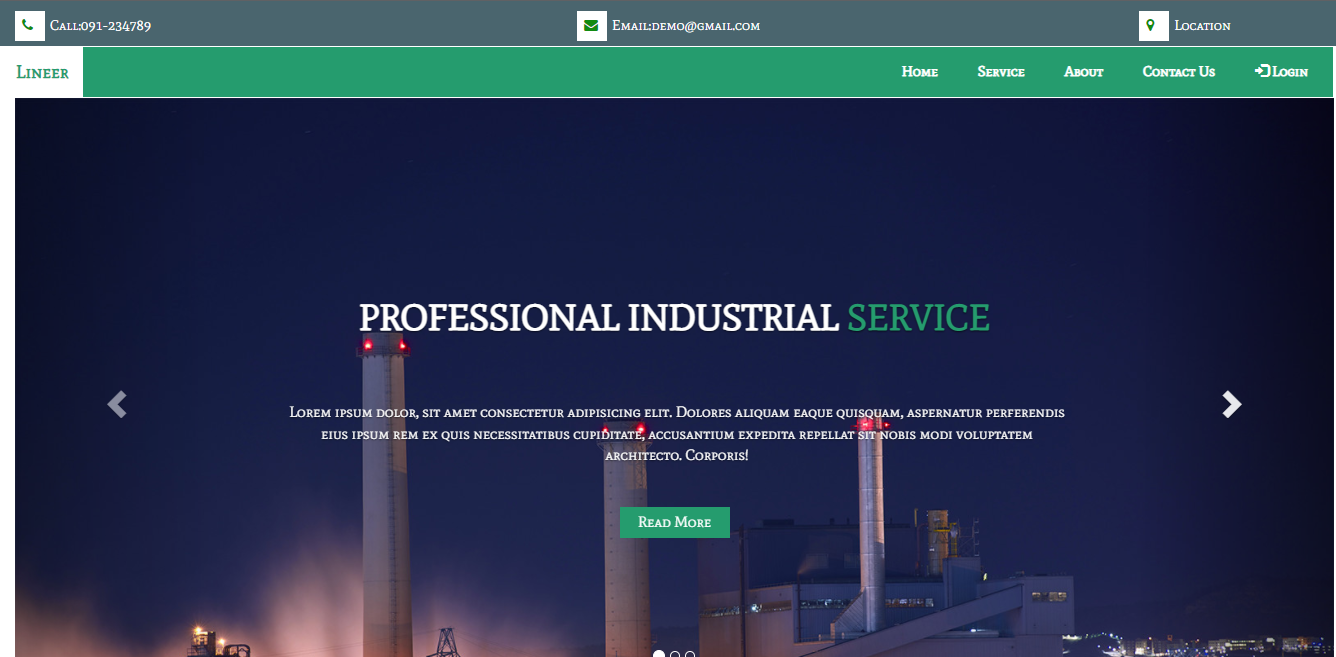 Call:091-234789
Email:demo@gmail.com
Location
Lineer
Home Service About Contact Us Login
PROFESSIONAL INDUSTRIAL SERVICE
Lorem ipsum dolor, sit amet consectetur adipisicing elit. Dolores aliquam eaque quisquam, aspernatur perferendis
eius ipsum rem ex quis necessitatibus cupiditate, accusantium expedita repellat sit nobis modi voluptatem
architecto. Corporis!
Read More